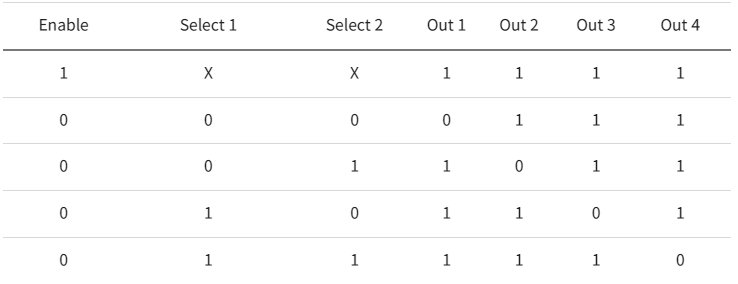 Enable Select 1 Select 2 Out 1 Out 2 Out 3 Out 4
1 X X 1 1 1 1
0 0 0 0 1 1 1
0 0 1 1 0 1 1
0 1 0 1 1 0 1
0 1 1 1 1 1 0